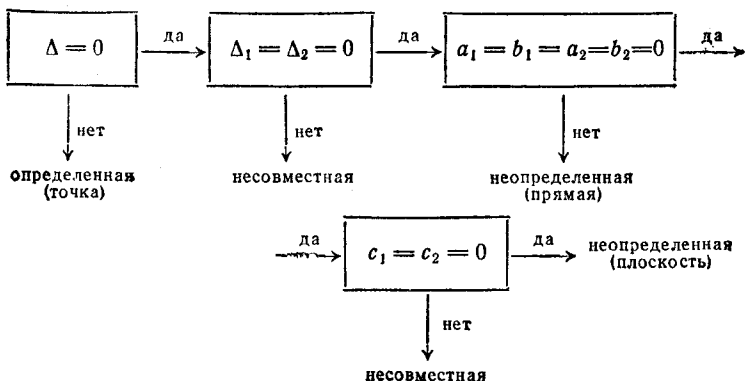 Δ = 0
да
Δ₁ = Δ₂ = 0
да
a₁ = b₁ = a₂ = b₂ = 0
да
нет
нет
нет
определенная
(точка)
несовместная
неопределенная
(прямая)
да
c₁ = c₂ = 0
да
неопределенная
(плоскость)
нет
несовместная